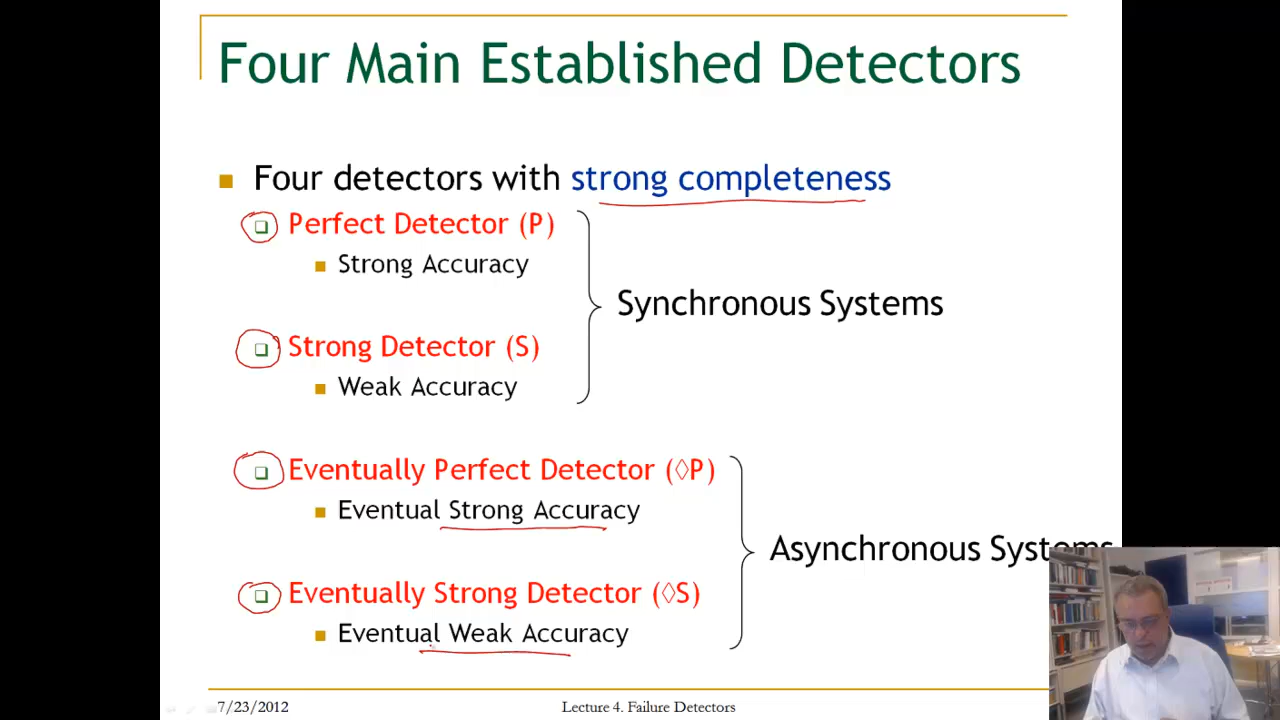 Four Main Established Detectors
Four detectors with strong completeness
Perfect Detector (P)
Strong Accuracy
Synchronous Systems
Strong Detector (S)
Weak Accuracy
Eventually Perfect Detector (◊P)
Eventual Strong Accuracy
Asynchronous Systems
Eventually Strong Detector (◊S)
Eventual Weak Accuracy
7/23/2012
Lecture 4. Failure Detectors